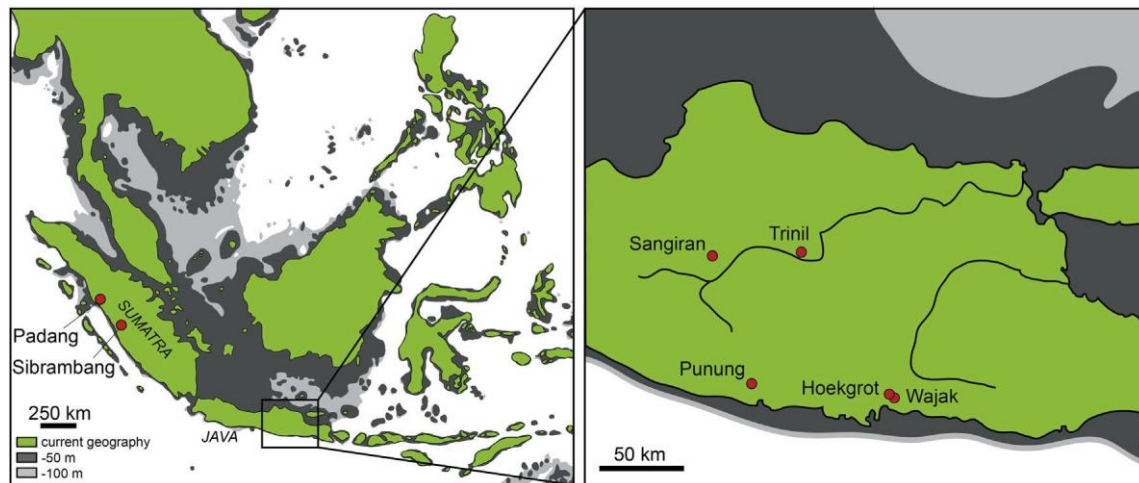 Padang
Sibrambang
SUMATRA
250 km
JAVA
current geography
-50 m
-100 m
Sangiran
Trinil
Punung
Hoekgrot
Wajak
50 km